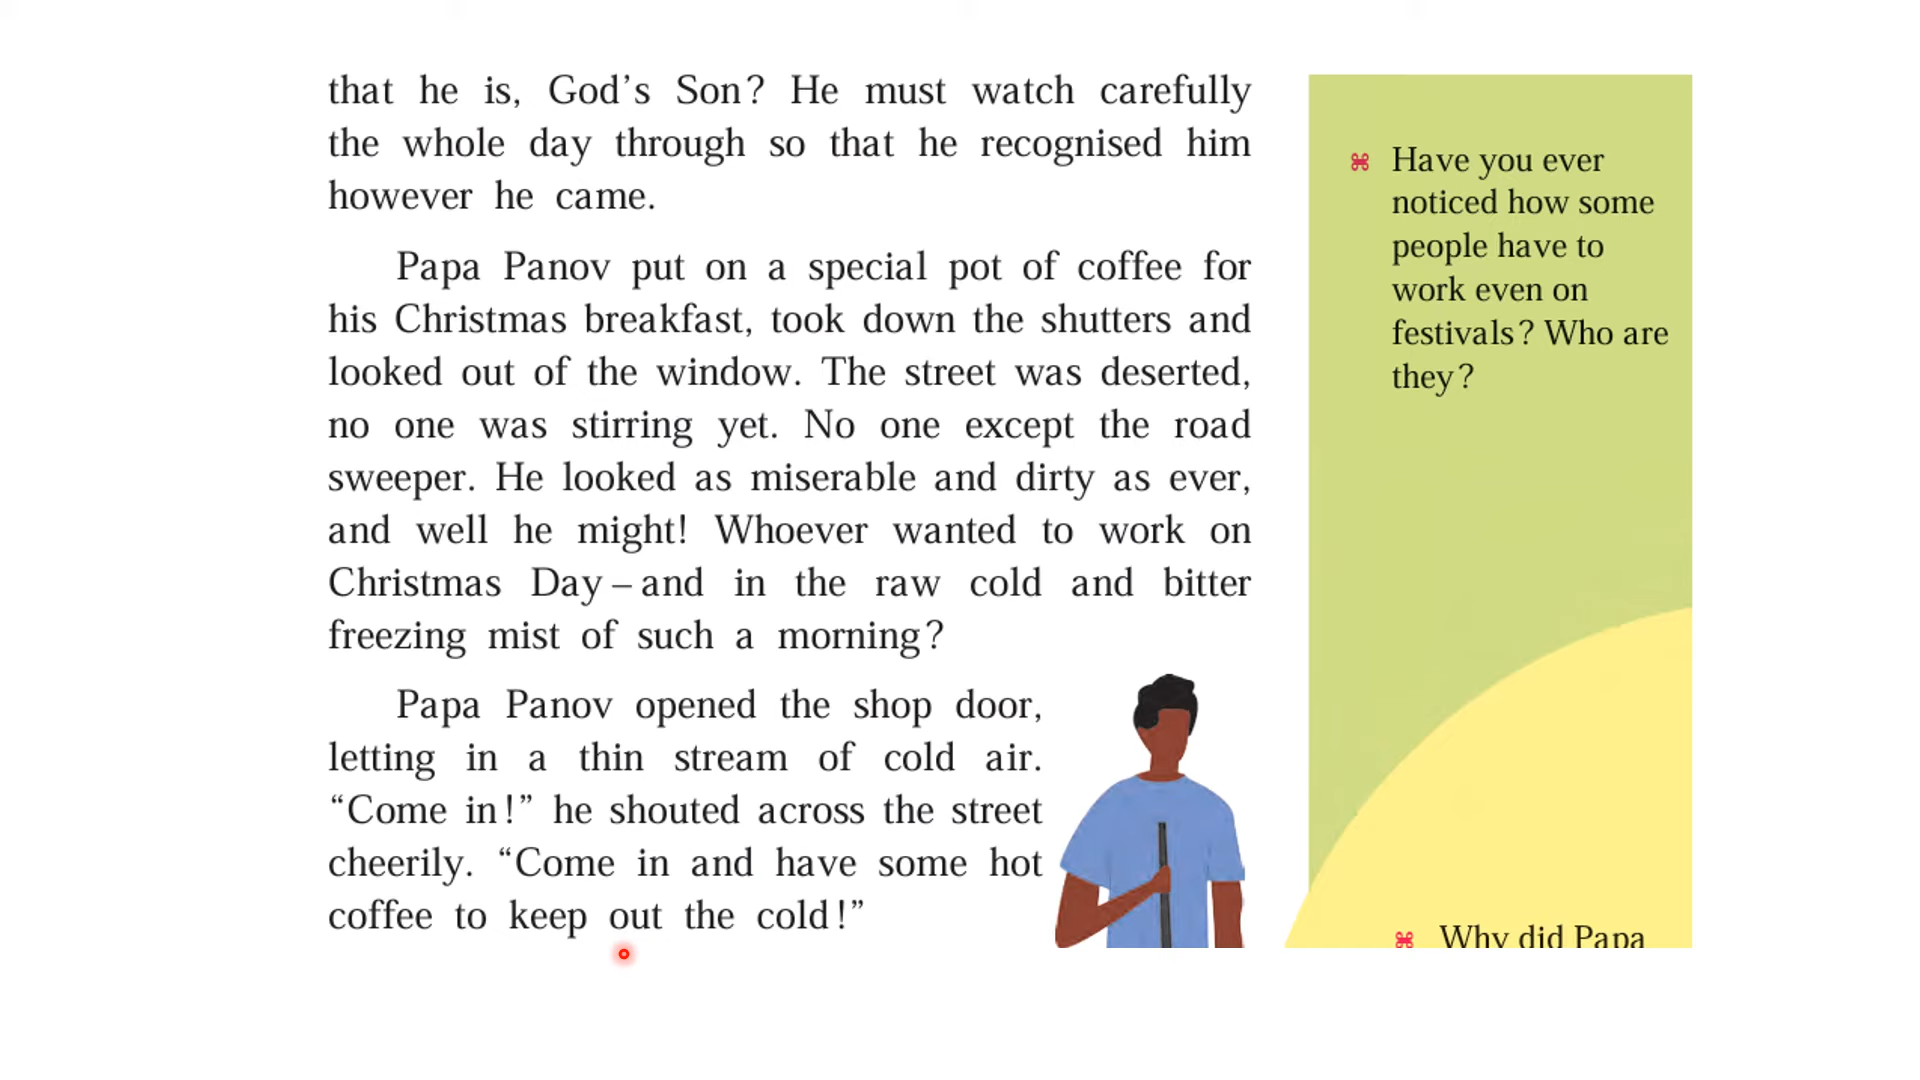 that he is, God’s Son? He must watch carefully
the whole day through so that he recognised him
however he came.
Papa Panov put on a special pot of coffee for
his Christmas breakfast, took down the shutters and
looked out of the window. The street was deserted,
no one was stirring yet. No one except the road
sweeper. He looked as miserable and dirty as ever,
and well he might! Whoever wanted to work on
Christmas Day – and in the raw cold and bitter
freezing mist of such a morning?
Papa Panov opened the shop door,
letting in a thin stream of cold air.
“Come in!” he shouted across the street
cheerily. “Come in and have some hot
coffee to keep out the cold!”
Have you ever
noticed how some
people have to
work even on
festivals? Who are
they?
Why did Papa